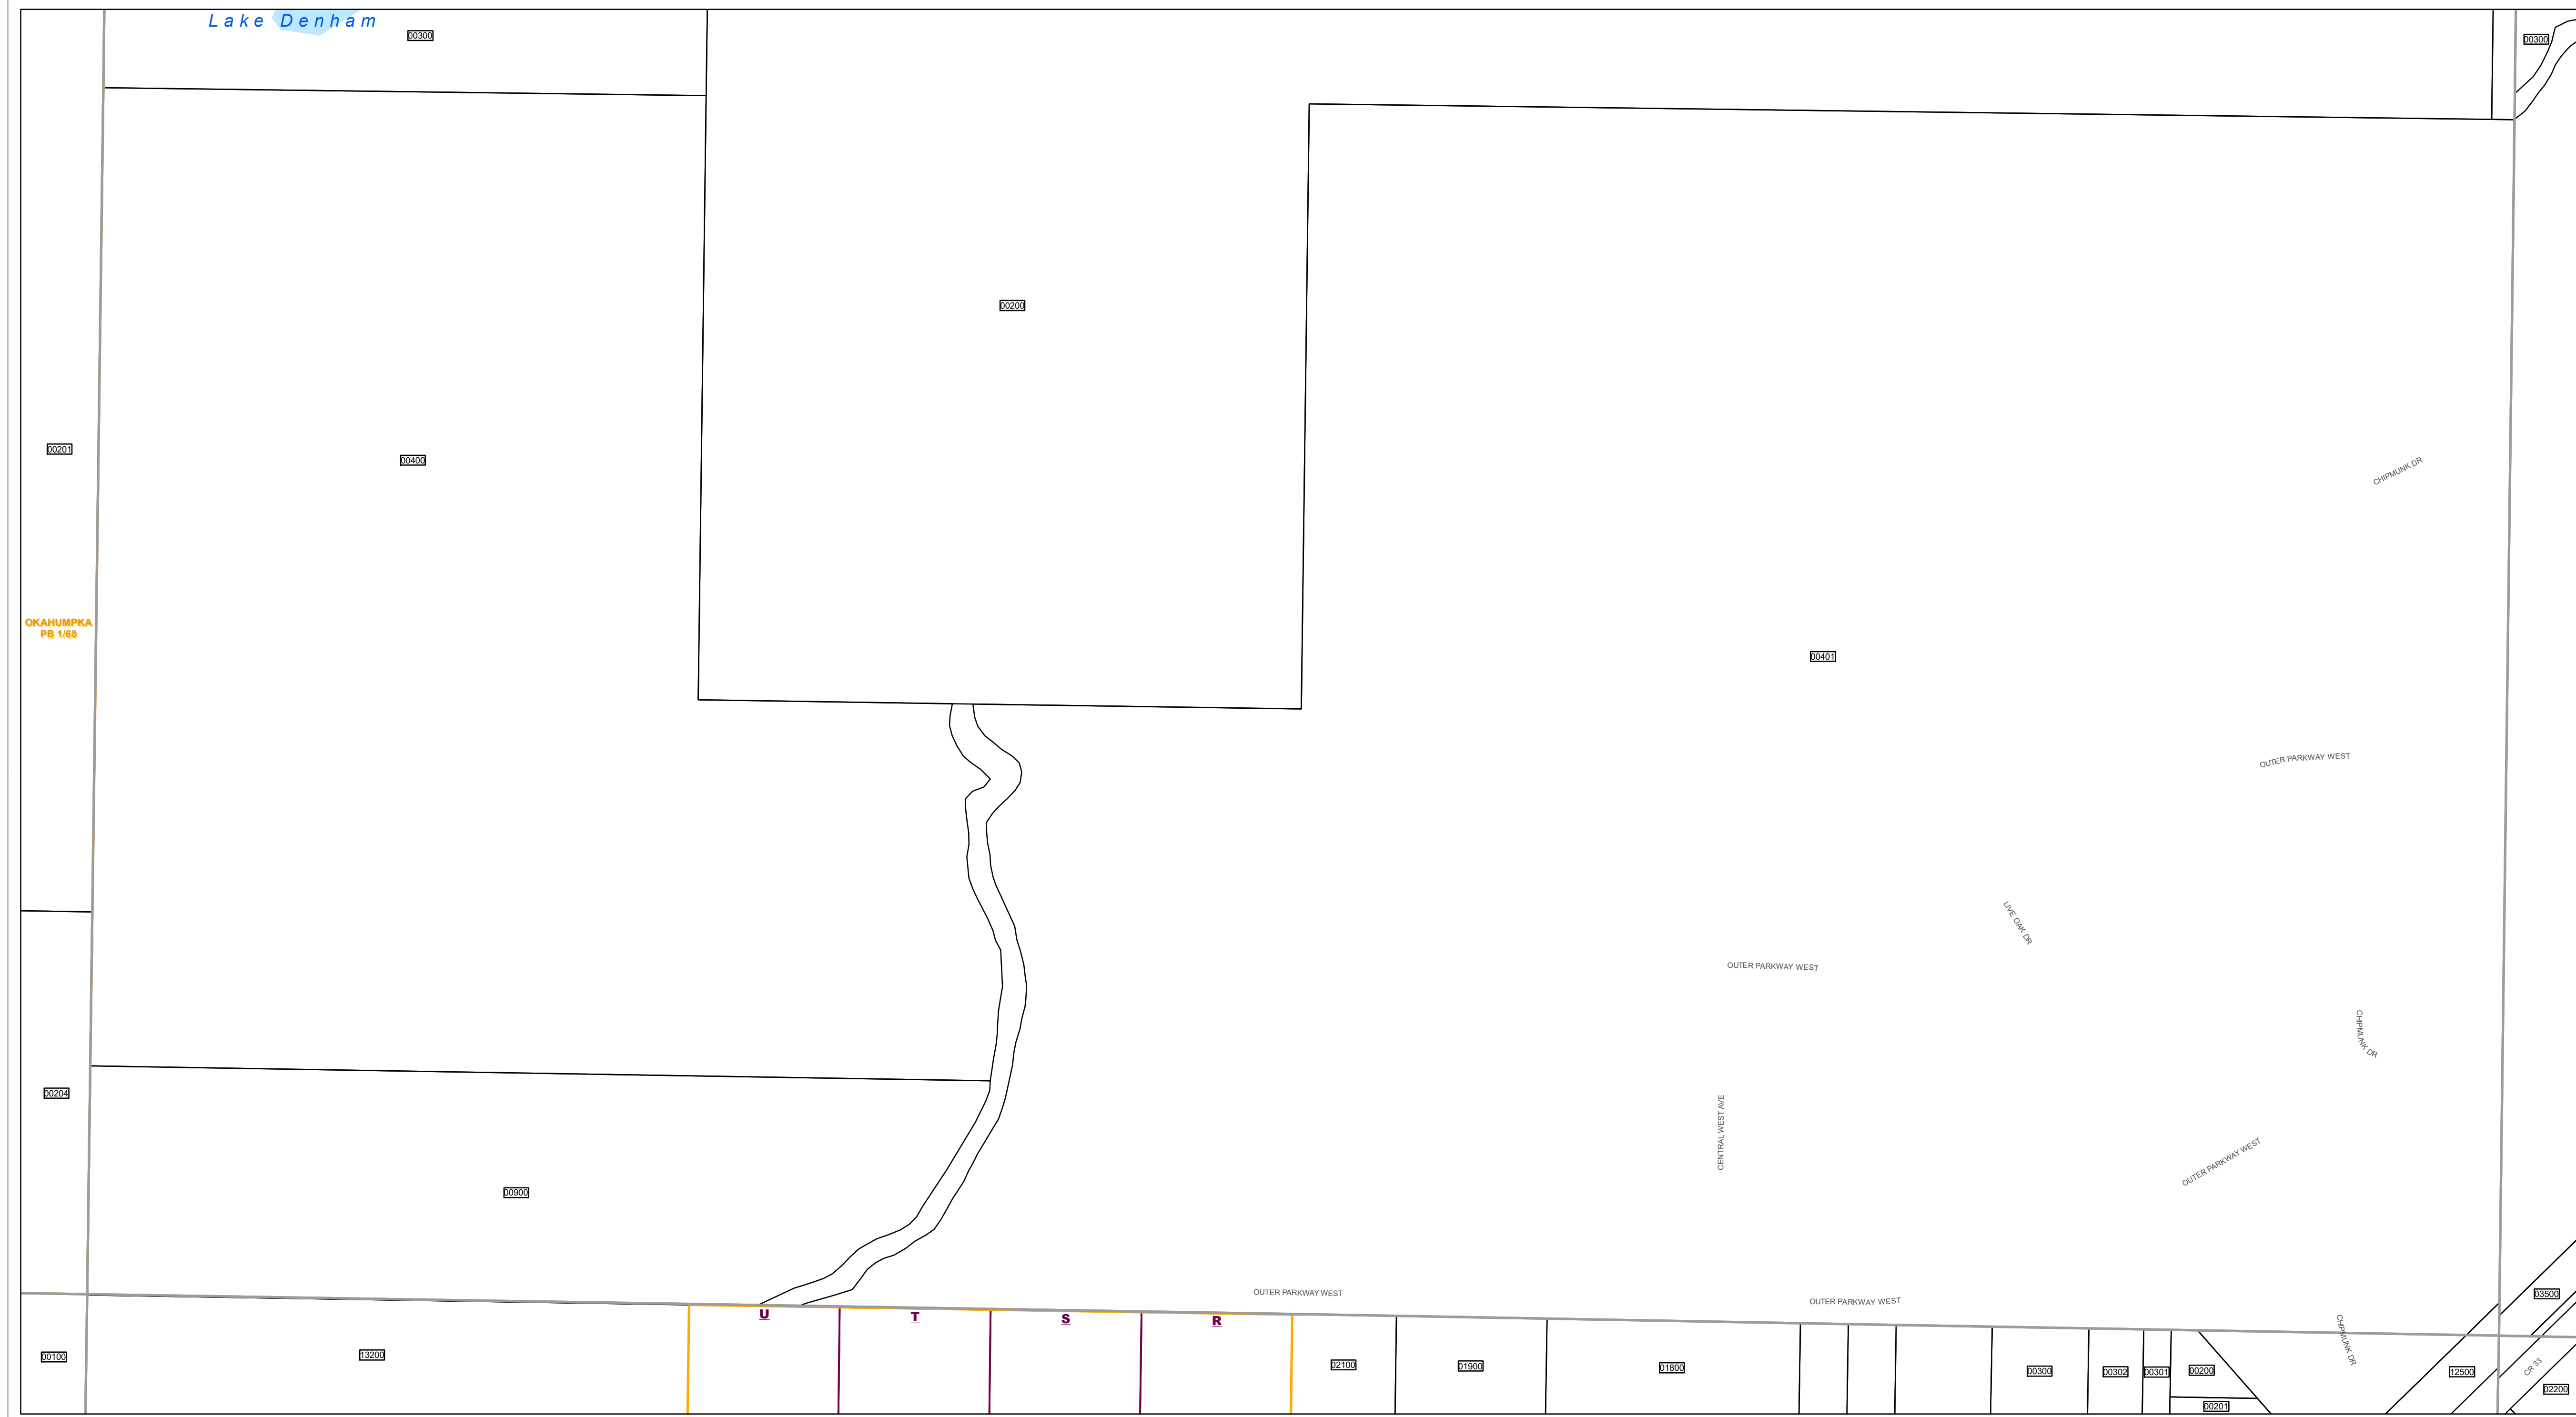 Lake Denham
00300
00300
00200
00201
00400
CHIPMUNK DR
OKAHUMPKA
PB 1/68
00401
OUTER PARKWAY WEST
LIVE OAK DR
OUTER PARKWAY WEST
CHIPMUNK DR
00204
CENTRAL WEST AVE
OUTER PARKWAY WEST
00900
OUTER PARKWAY WEST
OUTER PARKWAY WEST
03500
U
T
S
R
CHIPMUNK DR
00100
13200
02100
01900
01800
00300
00302
00301
00200
12500
CR 33
02200
00201